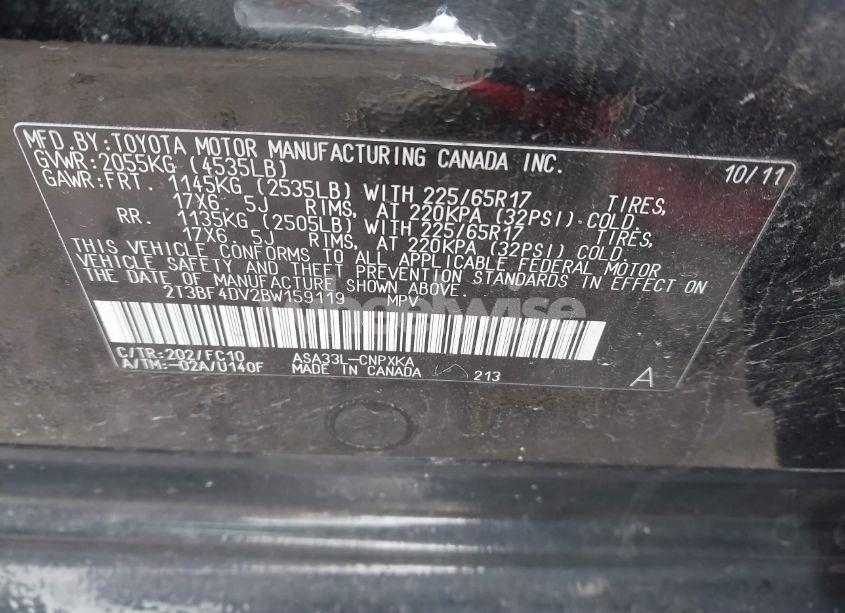 MFD.BY:TOYOTA MOTOR MANUFACTURING CANADA INC. 10/11
GVWR:2055KG (4535LB)
GAWR:FRT. 1145KG (2535LB) WITH 225/65R17 TIRES,
17X6. 5J RIMS, AT 220KPA (32PSI) COLD,
RR. 1135KG (2505LB) WITH 225/65R17 TIRES,
17X6. 5J RIMS, AT 220KPA (32PSI) COLD.
THIS VEHICLE CONFORMS TO ALL APPLICABLE FEDERAL MOTOR
VEHICLE SAFETY AND THEFT PREVENTION STANDARDS IN EFFECT ON
THE DATE OF MANUFACTURE SHOWN ABOVE.
2T3BF4DV2BW159119 MPV
C/TR:202/FC10 ASA33L-CNPXKA
A/TM:-02A/U140F MADE IN CANADA 213 A